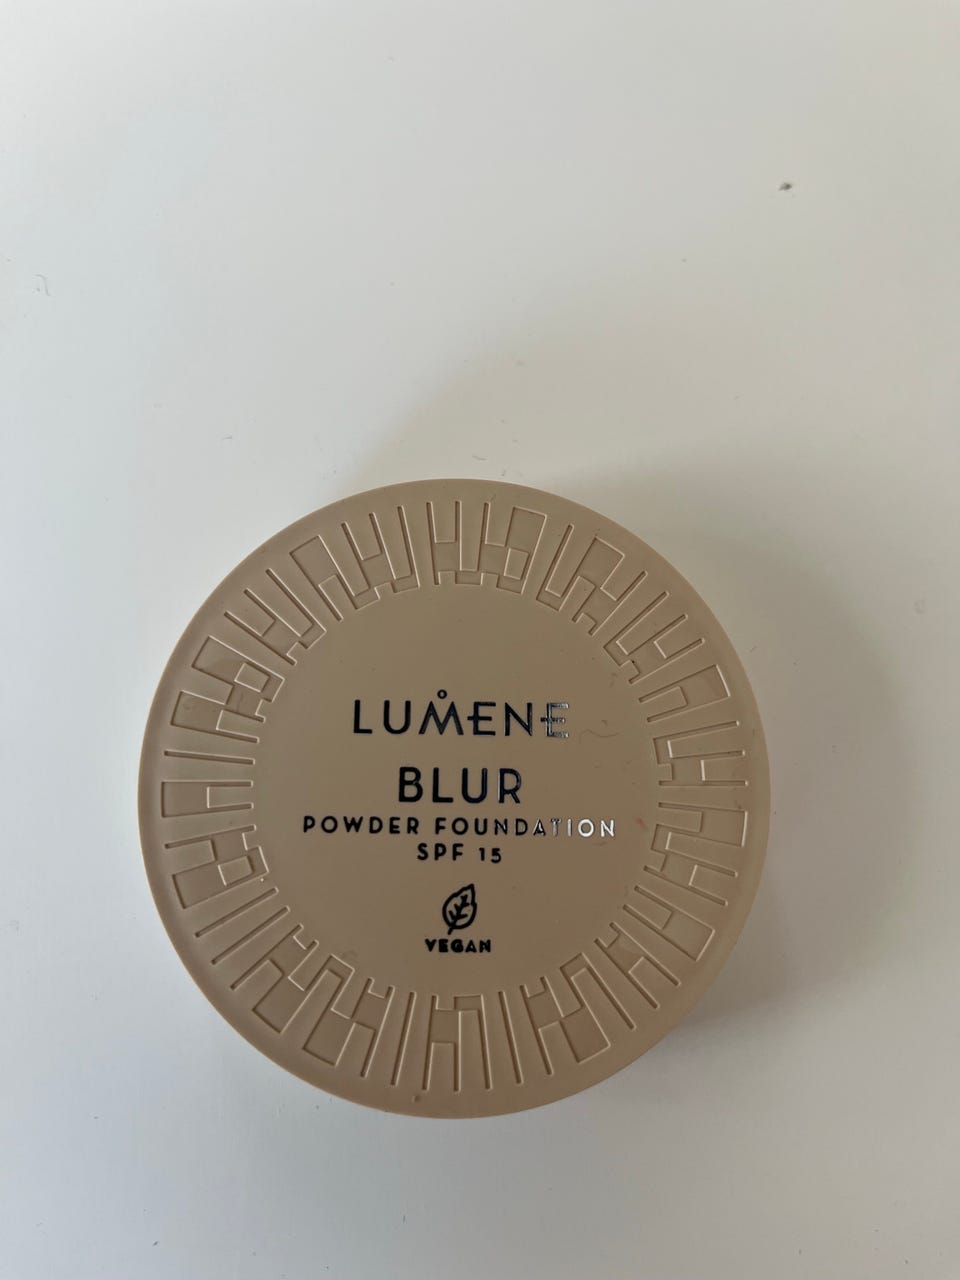 LUMENE
BLUR
POWDER FOUNDATION
SPF 15
VEGAN